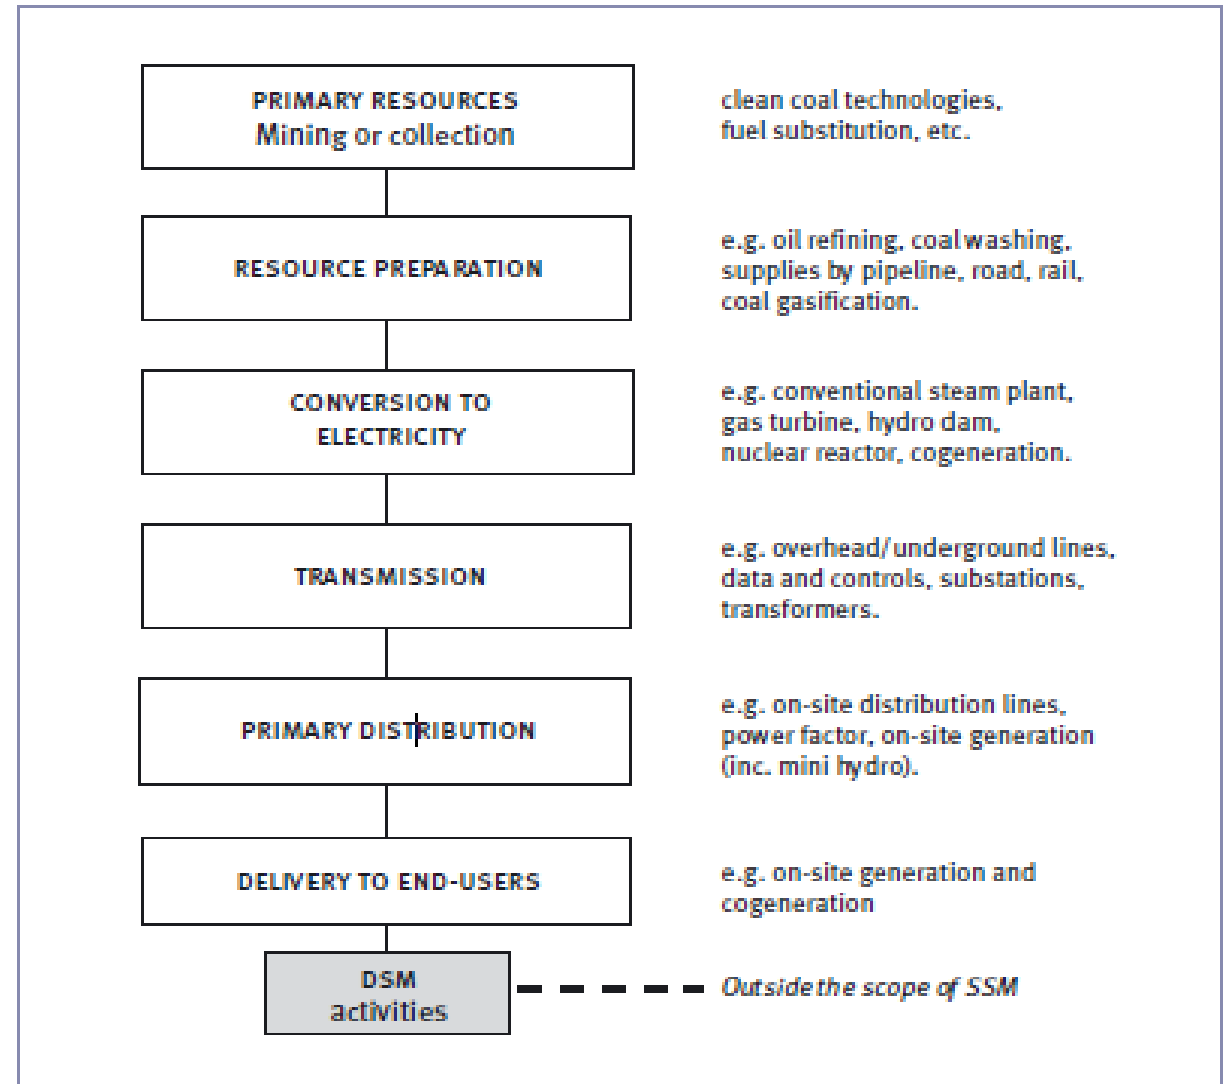 PRIMARY RESOURCES
Mining or collection
clean coal technologies,
fuel substitution, etc.
RESOURCE PREPARATION
e.g. oil refining, coal washing,
supplies by pipeline, road, rail,
coal gasification.
CONVERSION TO
ELECTRICITY
e.g. conventional steam plant,
gas turbine, hydro dam,
nuclear reactor, cogeneration.
TRANSMISSION
e.g. overhead/underground lines,
data and controls, substations,
transformers.
PRIMARY DISTRIBUTION
e.g. on-site distribution lines,
power factor, on-site generation
(inc. mini hydro).
DELIVERY TO END-USERS
e.g. on-site generation and
cogeneration
DSM
activities
Outside the scope of SSM